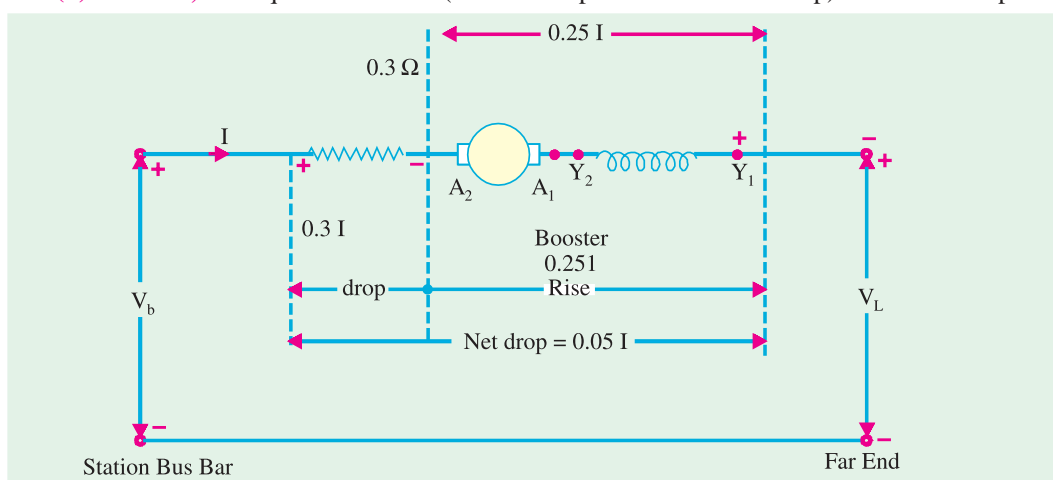 0.25 I
0.3 Ω
I
+ + − + − +
A2 A1 Y2 Y1
0.3 I
Booster
0.251
drop Rise
Vb VL
Net drop = 0.05 I
− −
Station Bus Bar Far End